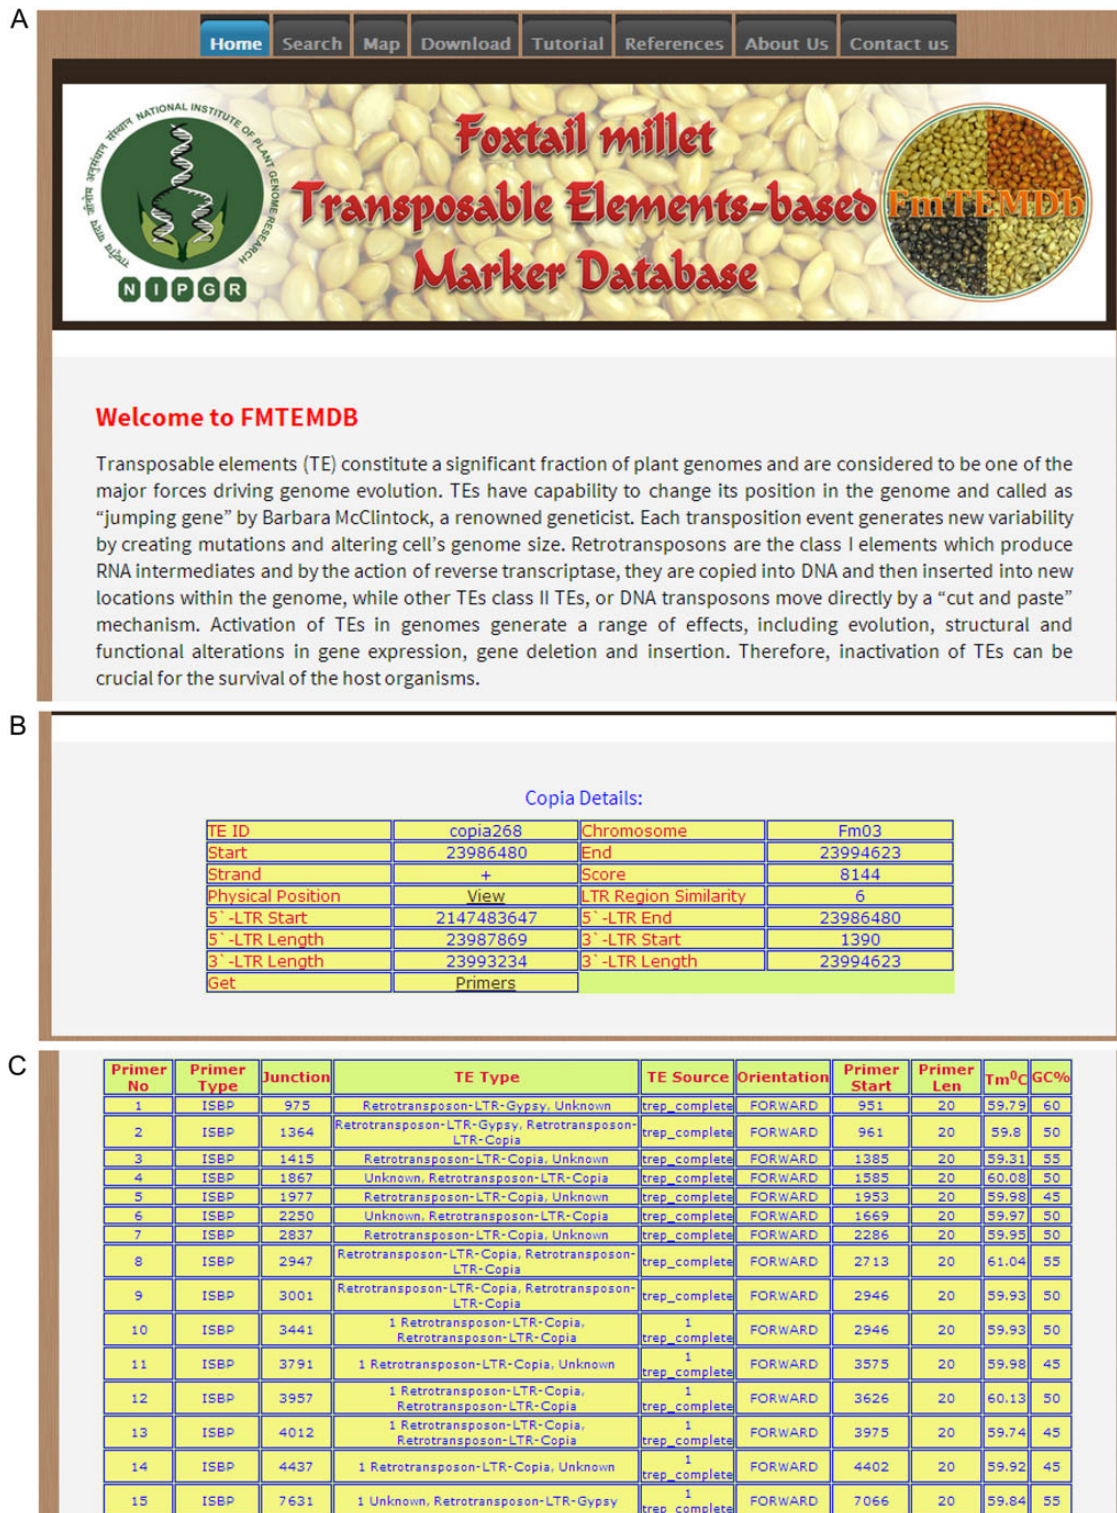 A
Home Search Map Download Tutorial References About Us Contact us
NATIONAL INSTITUTE OF PLANT GENOME RESEARCH
राष्ट्रीय पादप जीनोम अनुसंधान संस्थान
NIPGR
Foxtail millet
Transposable Elements-based
Marker Database
FmTEMDb
Welcome to FMTEMDB
Transposable elements (TE) constitute a significant fraction of plant genomes and are considered to be one of the
major forces driving genome evolution. TEs have capability to change its position in the genome and called as
“jumping gene” by Barbara McClintock, a renowned geneticist. Each transposition event generates new variability
by creating mutations and altering cell’s genome size. Retrotransposons are the class I elements which produce
RNA intermediates and by the action of reverse transcriptase, they are copied into DNA and then inserted into new
locations within the genome, while other TEs class II TEs, or DNA transposons move directly by a “cut and paste”
mechanism. Activation of TEs in genomes generate a range of effects, including evolution, structural and
functional alterations in gene expression, gene deletion and insertion. Therefore, inactivation of TEs can be
crucial for the survival of the host organisms.
B
Copia Details:
TE ID copia268 Chromosome Fm03
Start 23986480 End 23994623
Strand + Score 8144
Physical Position View LTR Region Similarity 6
5`-LTR Start 2147483647 5`-LTR End 23986480
5`-LTR Length 23987869 3`-LTR Start 1390
3`-LTR Length 23993234 3`-LTR Length 23994623
Get Primers
C
Primer No Primer Type Junction TE Type TE Source Orientation Primer Start Primer Len Tm⁰C GC%
1 ISBP 975 Retrotransposon-LTR-Gypsy, Unknown trep_complete FORWARD 951 20 59.79 60
2 ISBP 1364 Retrotransposon-LTR-Gypsy, Retrotransposon-LTR-Copia trep_complete FORWARD 961 20 59.8 50
3 ISBP 1415 Retrotransposon-LTR-Copia, Unknown trep_complete FORWARD 1385 20 59.31 55
4 ISBP 1867 Unknown, Retrotransposon-LTR-Copia trep_complete FORWARD 1585 20 60.08 50
5 ISBP 1977 Retrotransposon-LTR-Copia, Unknown trep_complete FORWARD 1953 20 59.98 45
6 ISBP 2250 Unknown, Retrotransposon-LTR-Copia trep_complete FORWARD 1669 20 59.97 50
7 ISBP 2837 Retrotransposon-LTR-Copia, Unknown trep_complete FORWARD 2286 20 59.95 50
8 ISBP 2947 Retrotransposon-LTR-Copia, Retrotransposon-LTR-Copia trep_complete FORWARD 2713 20 61.04 55
9 ISBP 3001 Retrotransposon-LTR-Copia, Retrotransposon-LTR-Copia trep_complete FORWARD 2946 20 59.93 50
10 ISBP 3441 1 Retrotransposon-LTR-Copia, Retrotransposon-LTR-Copia 1 trep_complete FORWARD 2946 20 59.93 50
11 ISBP 3791 1 Retrotransposon-LTR-Copia, Unknown 1 trep_complete FORWARD 3575 20 59.98 45
12 ISBP 3957 1 Retrotransposon-LTR-Copia, Retrotransposon-LTR-Copia 1 trep_complete FORWARD 3626 20 60.13 50
13 ISBP 4012 1 Retrotransposon-LTR-Copia, Retrotransposon-LTR-Copia 1 trep_complete FORWARD 3975 20 59.74 45
14 ISBP 4437 1 Retrotransposon-LTR-Copia, Unknown 1 trep_complete FORWARD 4402 20 59.92 45
15 ISBP 7631 1 Unknown, Retrotransposon-LTR-Gypsy 1 trep_complete FORWARD 7066 20 59.84 55